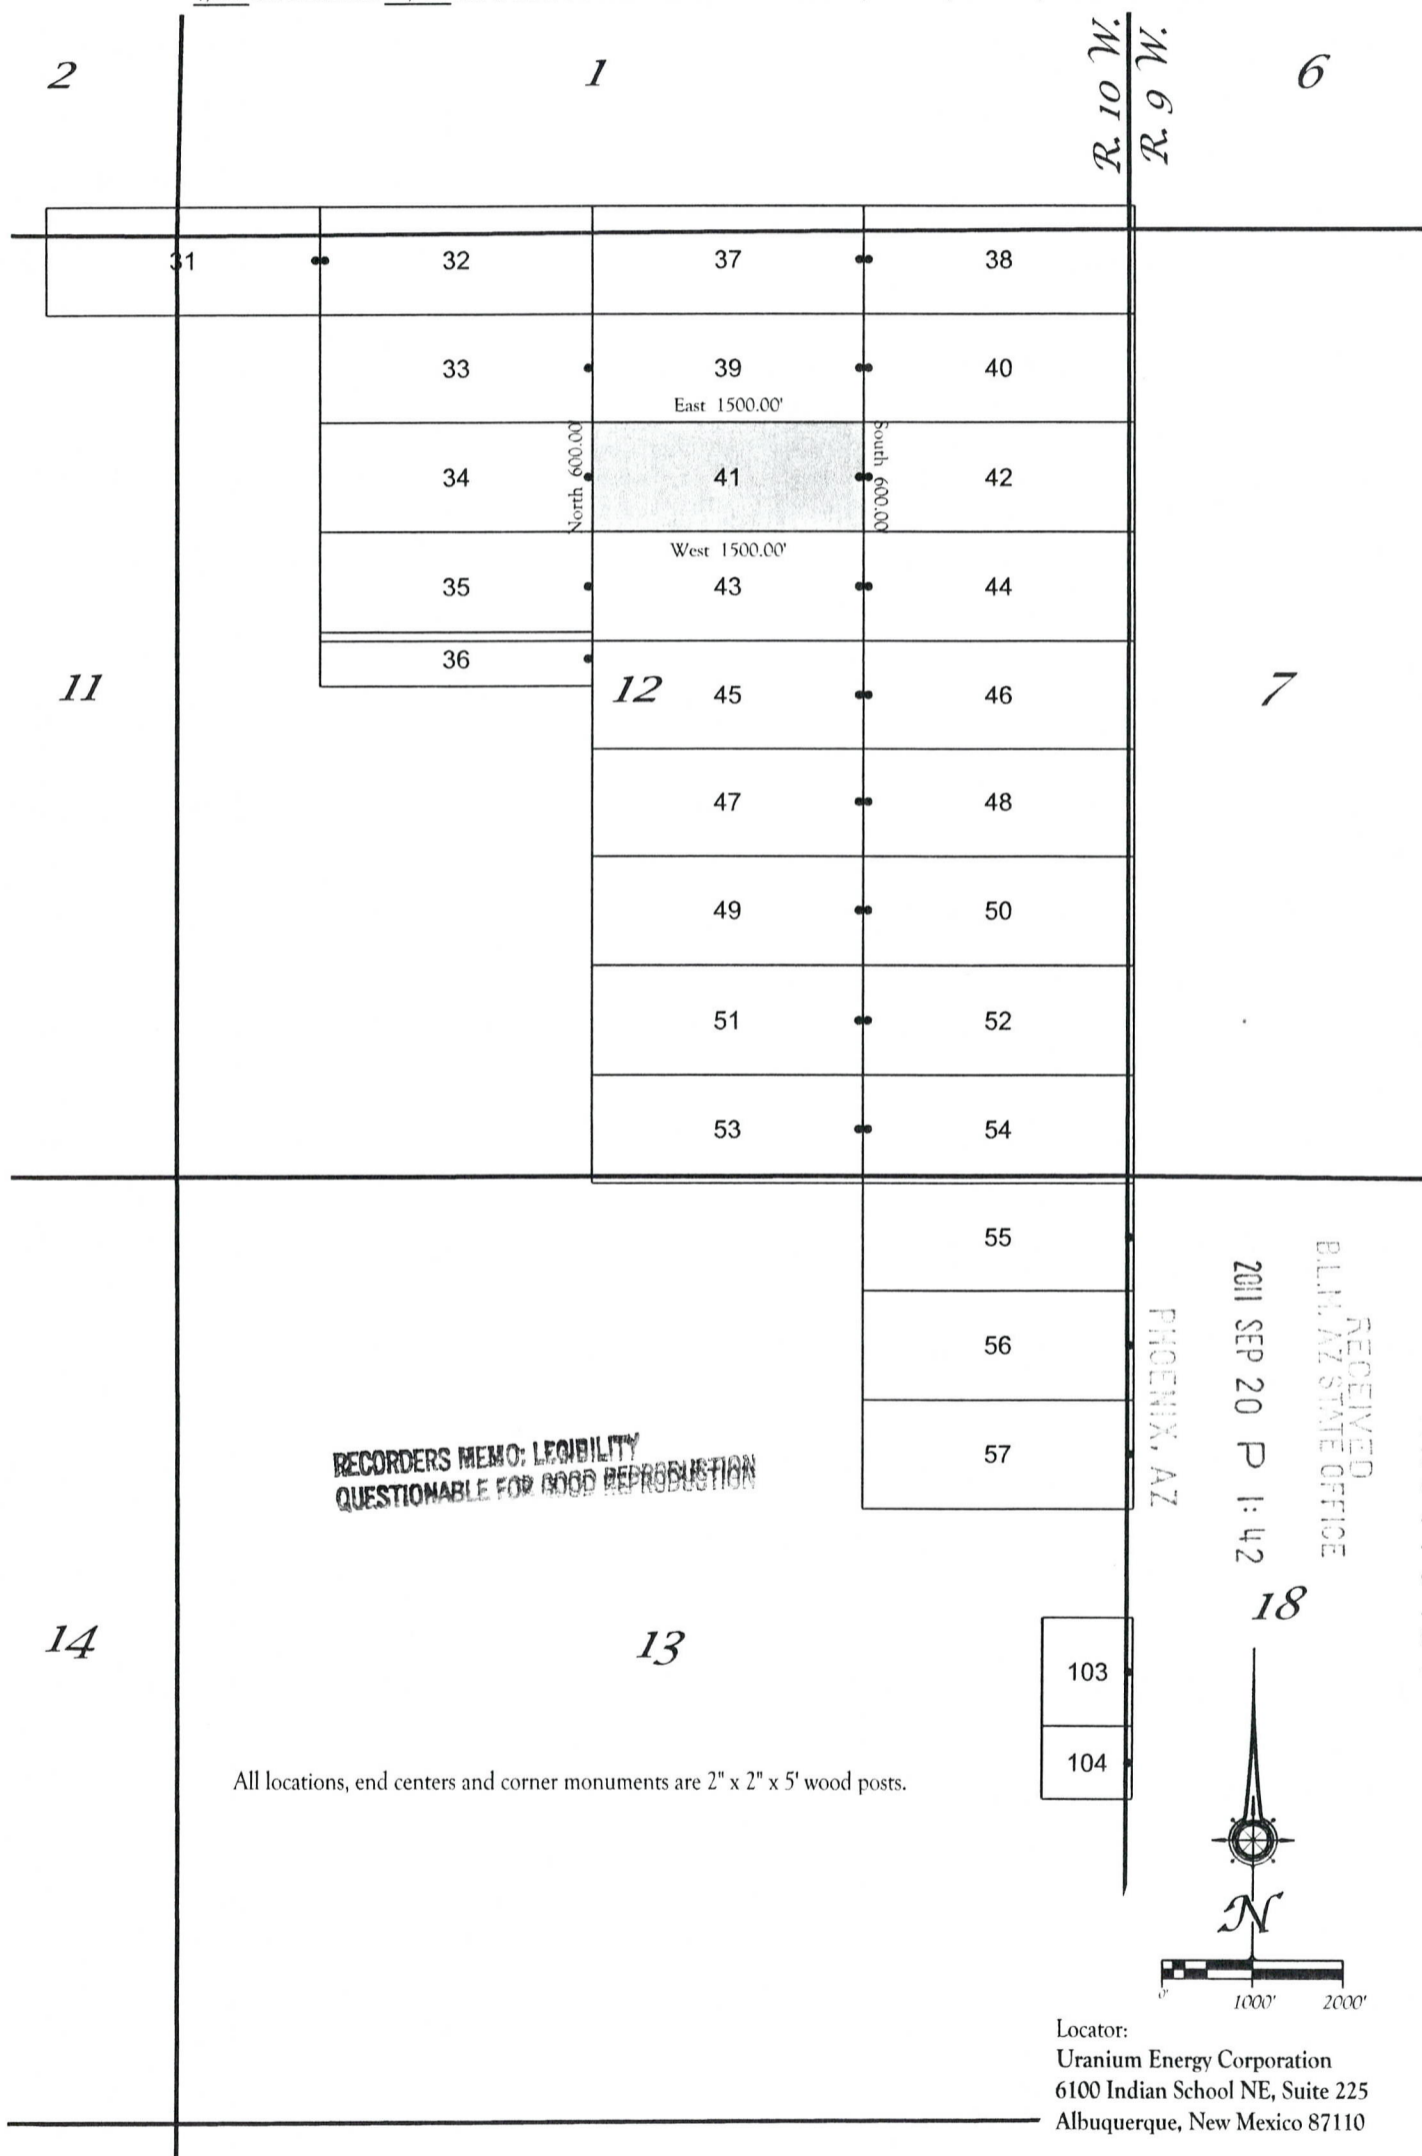 2
1
R. 10 W.
R. 9 W.
6
31
32
37
38
33
39
40
East 1500.00'
North 600.00'
South 600.00'
34
41
42
West 1500.00'
35
43
44
36
11
12
45
46
7
47
48
49
50
51
52
53
54
55
56
57
RECEIVED
B.L.M. AZ STATE OFFICE
2011 SEP 20 P 1:42
PHOENIX, AZ
RECORDERS MEMO: LEGIBILITY
QUESTIONABLE FOR GOOD REPRODUCTION
18
14
13
103
104
All locations, end centers and corner monuments are 2" x 2" x 5' wood posts.
N
0'
1000'
2000'
Locator:
Uranium Energy Corporation
6100 Indian School NE, Suite 225
Albuquerque, New Mexico 87110